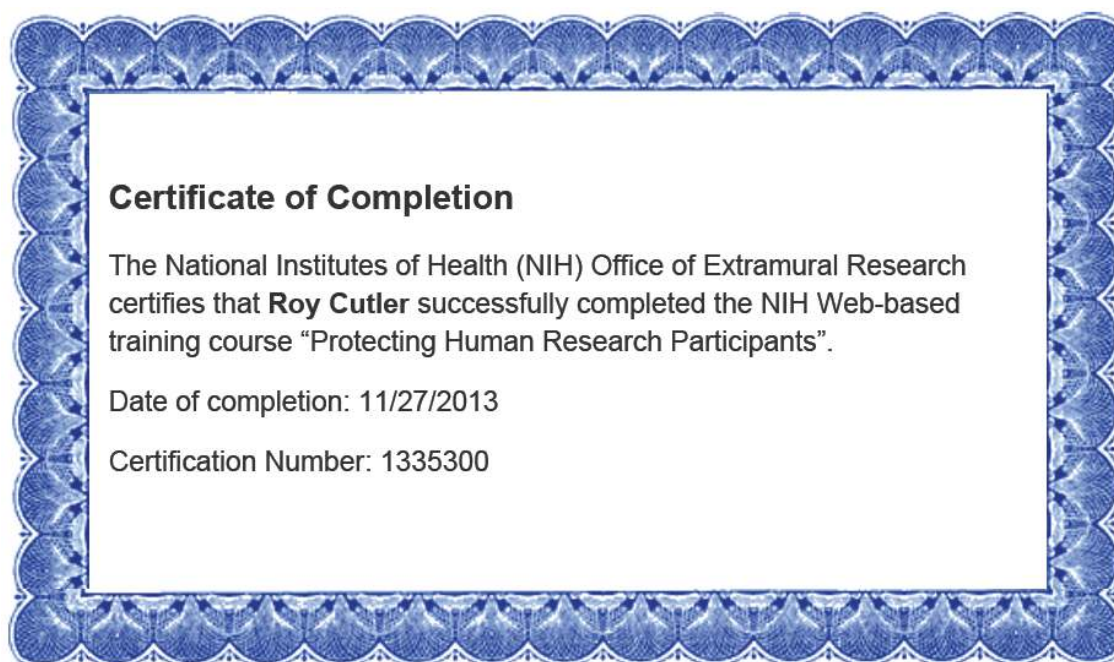 Certificate of Completion
The National Institutes of Health (NIH) Office of Extramural Research
certifies that Roy Cutler successfully completed the NIH Web-based
training course “Protecting Human Research Participants”.
Date of completion: 11/27/2013
Certification Number: 1335300